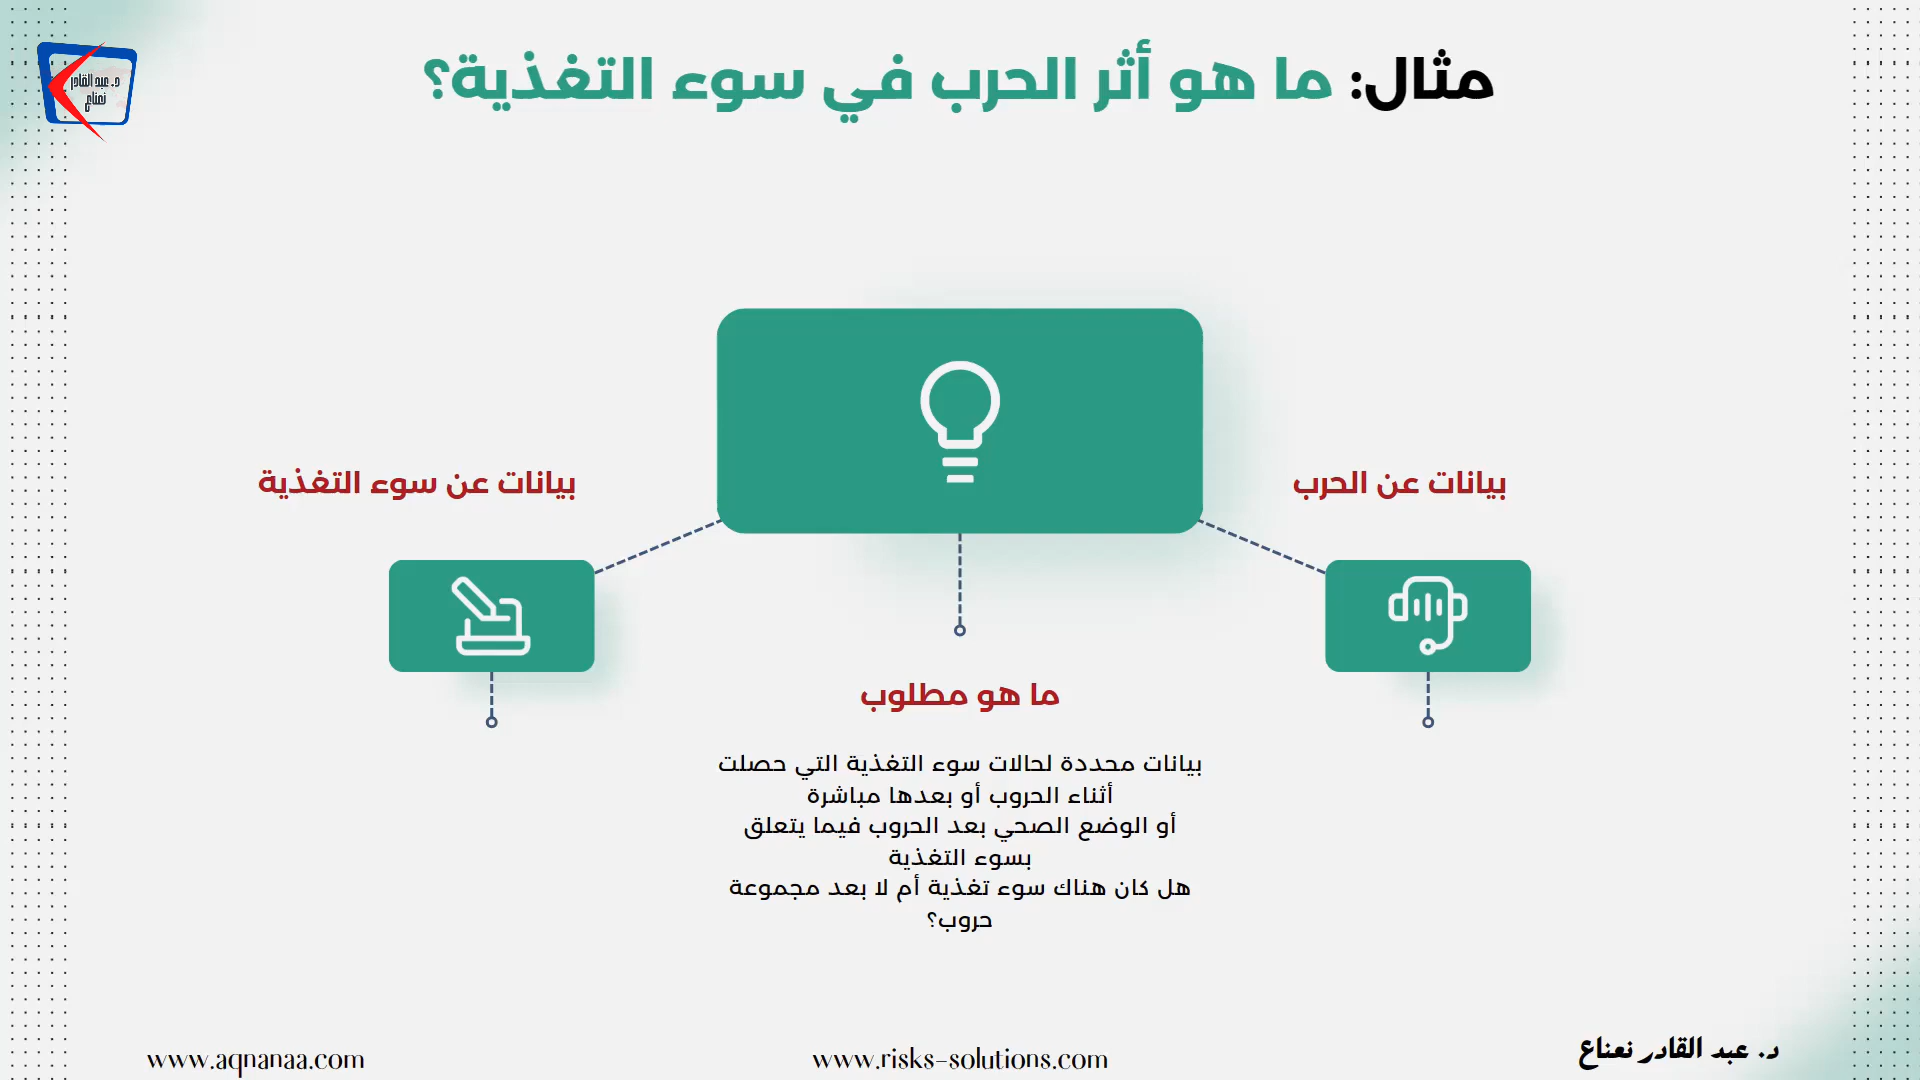 د. عبد القادر
نعناع
مثال: ما هو أثر الحرب في سوء التغذية؟
بيانات عن الحرب
بيانات عن سوء التغذية
ما هو مطلوب
بيانات محددة لحالات سوء التغذية التي حصلت
أثناء الحروب أو بعدها مباشرة
أو الوضع الصحي بعد الحروب فيما يتعلق
بسوء التغذية
هل كان هناك سوء تغذية أم لا بعد مجموعة
حروب؟
د. عبد القادر نعناع
www.risks-solutions.com
www.aqnanaa.com